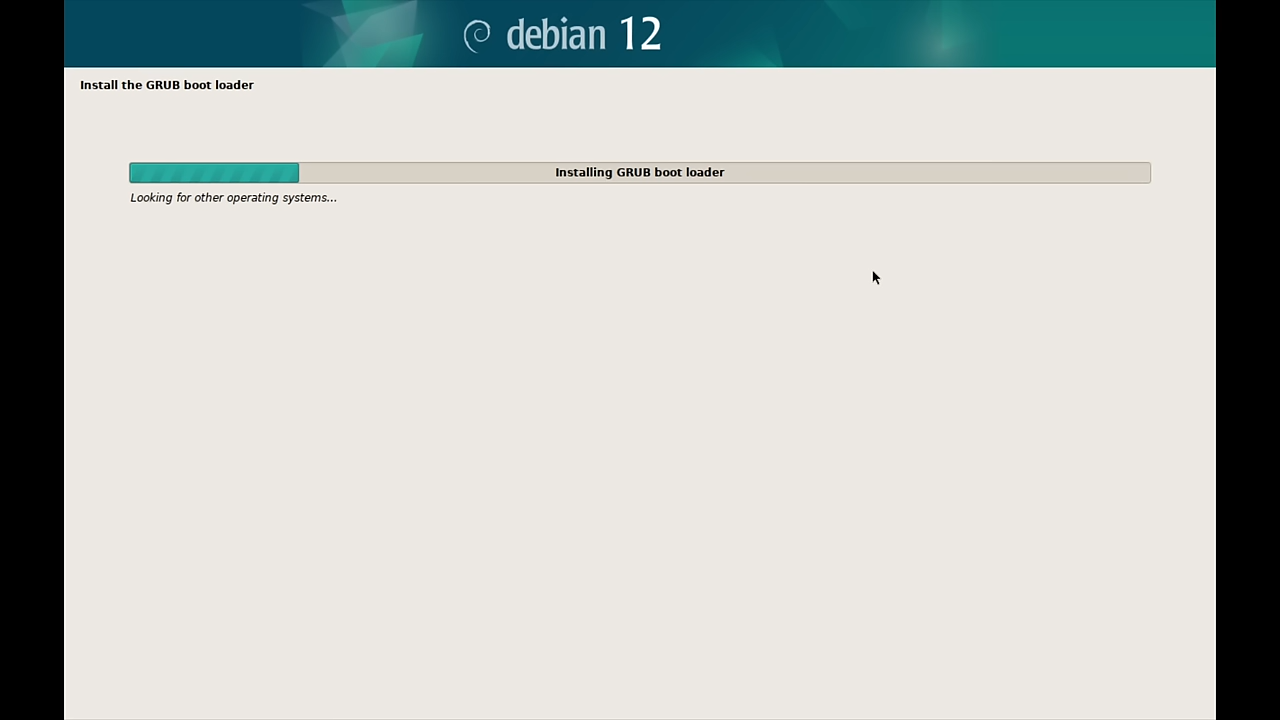 debian 12
Install the GRUB boot loader
Installing GRUB boot loader
Looking for other operating systems...